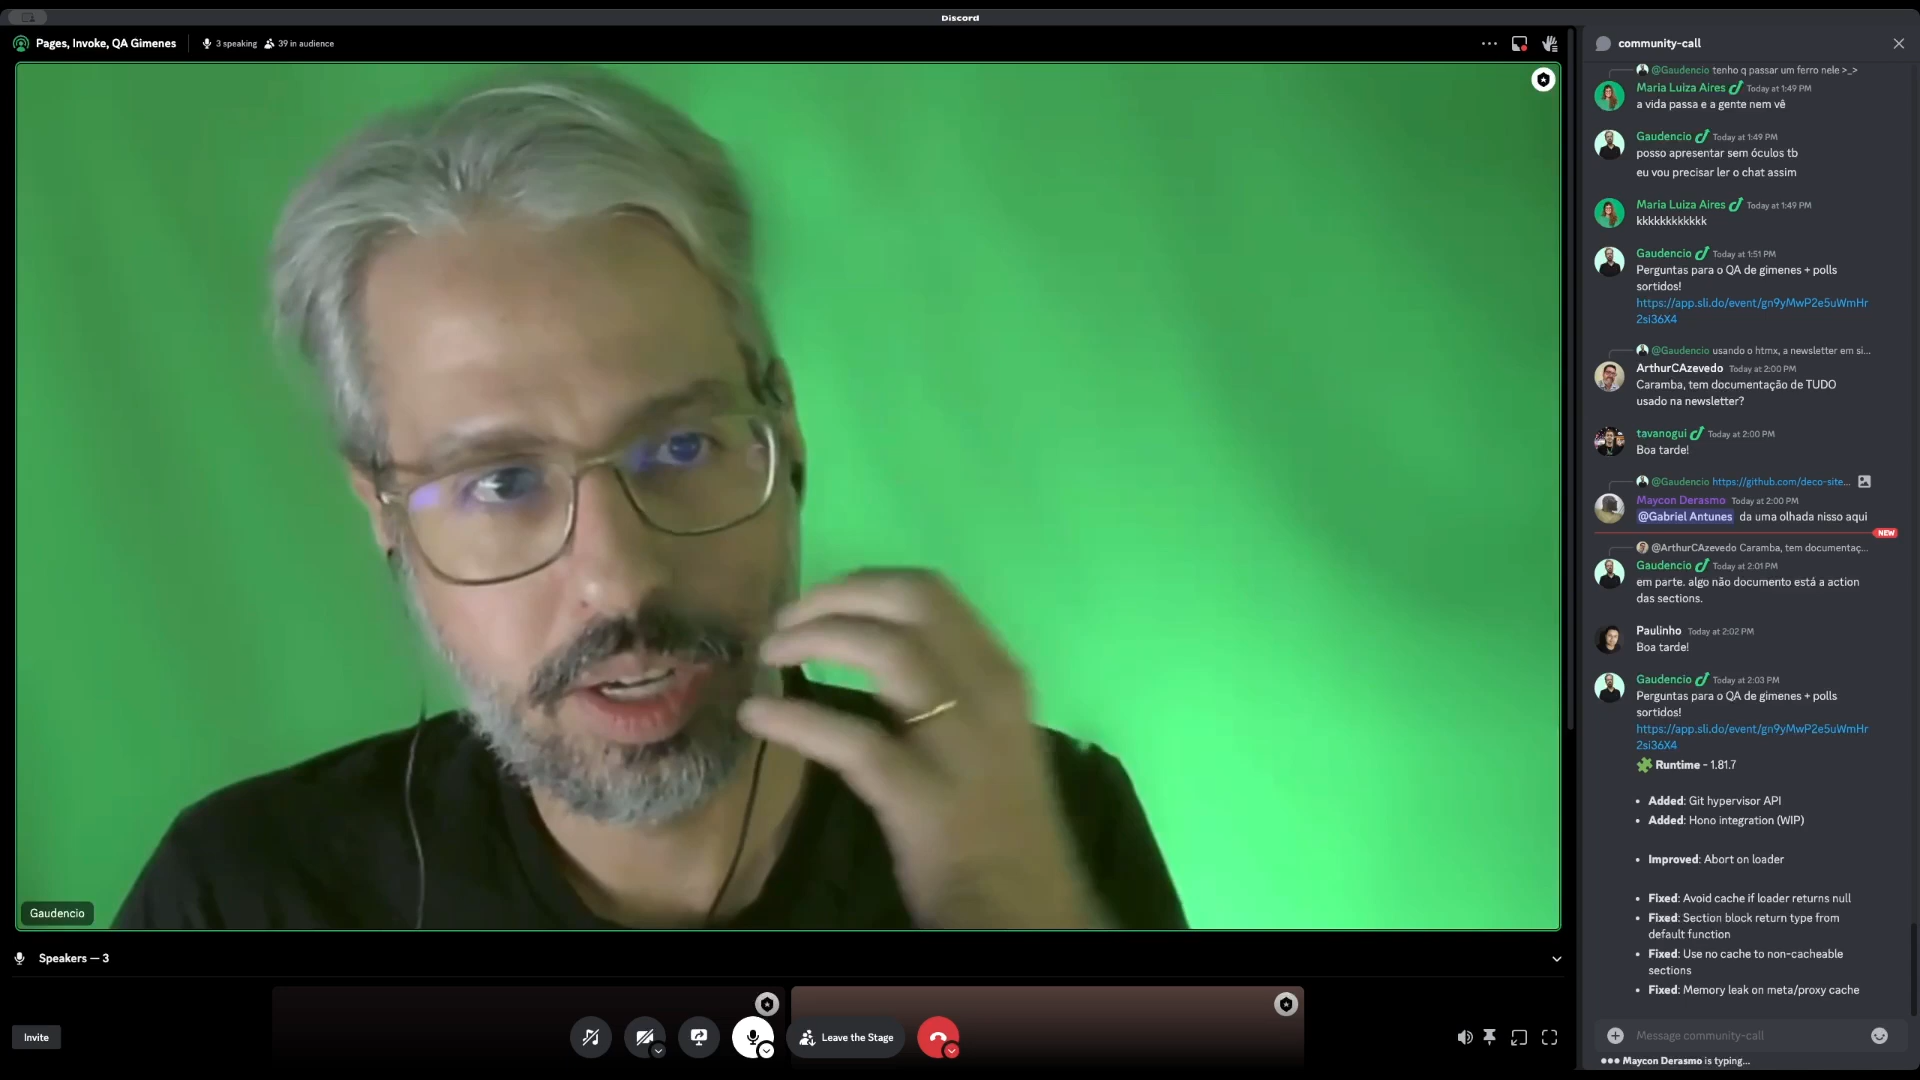 Discord
Pages, Invoke, QA Gimenes
3 speaking
39 in audience
Gaudencio
Speakers — 3
Invite
Leave the Stage
community-call
@Gaudencio tenho q passar um ferro nele >_>
Maria Luiza Aires Today at 1:49 PM
a vida passa e a gente nem vê
Gaudencio Today at 1:49 PM
posso apresentar sem óculos tb
eu vou precisar ler o chat assim
Maria Luiza Aires Today at 1:49 PM
kkkkkkkkkkkk
Gaudencio Today at 1:51 PM
Perguntas para o QA de gimenes + polls
sortidos!
https://app.sli.do/event/gn9yMwP2e5uWmHr
2si36X4
@Gaudencio usando o htmx, a newsletter em si...
ArthurCAzevedo Today at 2:00 PM
Caramba, tem documentação de TUDO
usado na newsletter?
tavanogui Today at 2:00 PM
Boa tarde!
@Gaudencio https://github.com/deco-site...
Maycon Derasmo Today at 2:00 PM
@Gabriel Antunes da uma olhada nisso aqui
NEW
@ArthurCAzevedo Caramba, tem documentaç...
Gaudencio Today at 2:01 PM
em parte. algo não documento está a action
das sections.
Paulinho Today at 2:02 PM
Boa tarde!
Gaudencio Today at 2:03 PM
Perguntas para o QA de gimenes + polls
sortidos!
https://app.sli.do/event/gn9yMwP2e5uWmHr
2si36X4
Runtime - 1.81.7
• Added: Git hypervisor API
• Added: Hono integration (WIP)
• Improved: Abort on loader
• Fixed: Avoid cache if loader returns null
• Fixed: Section block return type from
default function
• Fixed: Use no cache to non-cacheable
sections
• Fixed: Memory leak on meta/proxy cache
Message community-call
Maycon Derasmo is typing...